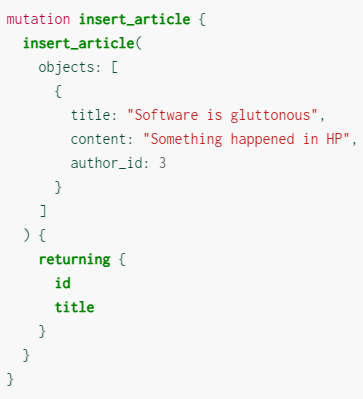 mutation insert_article {
  insert_article(
    objects: [
      {
        title: "Software is gluttonous",
        content: "Something happened in HP",
        author_id: 3
      }
    ]
  ) {
    returning {
      id
      title
    }
  }
}